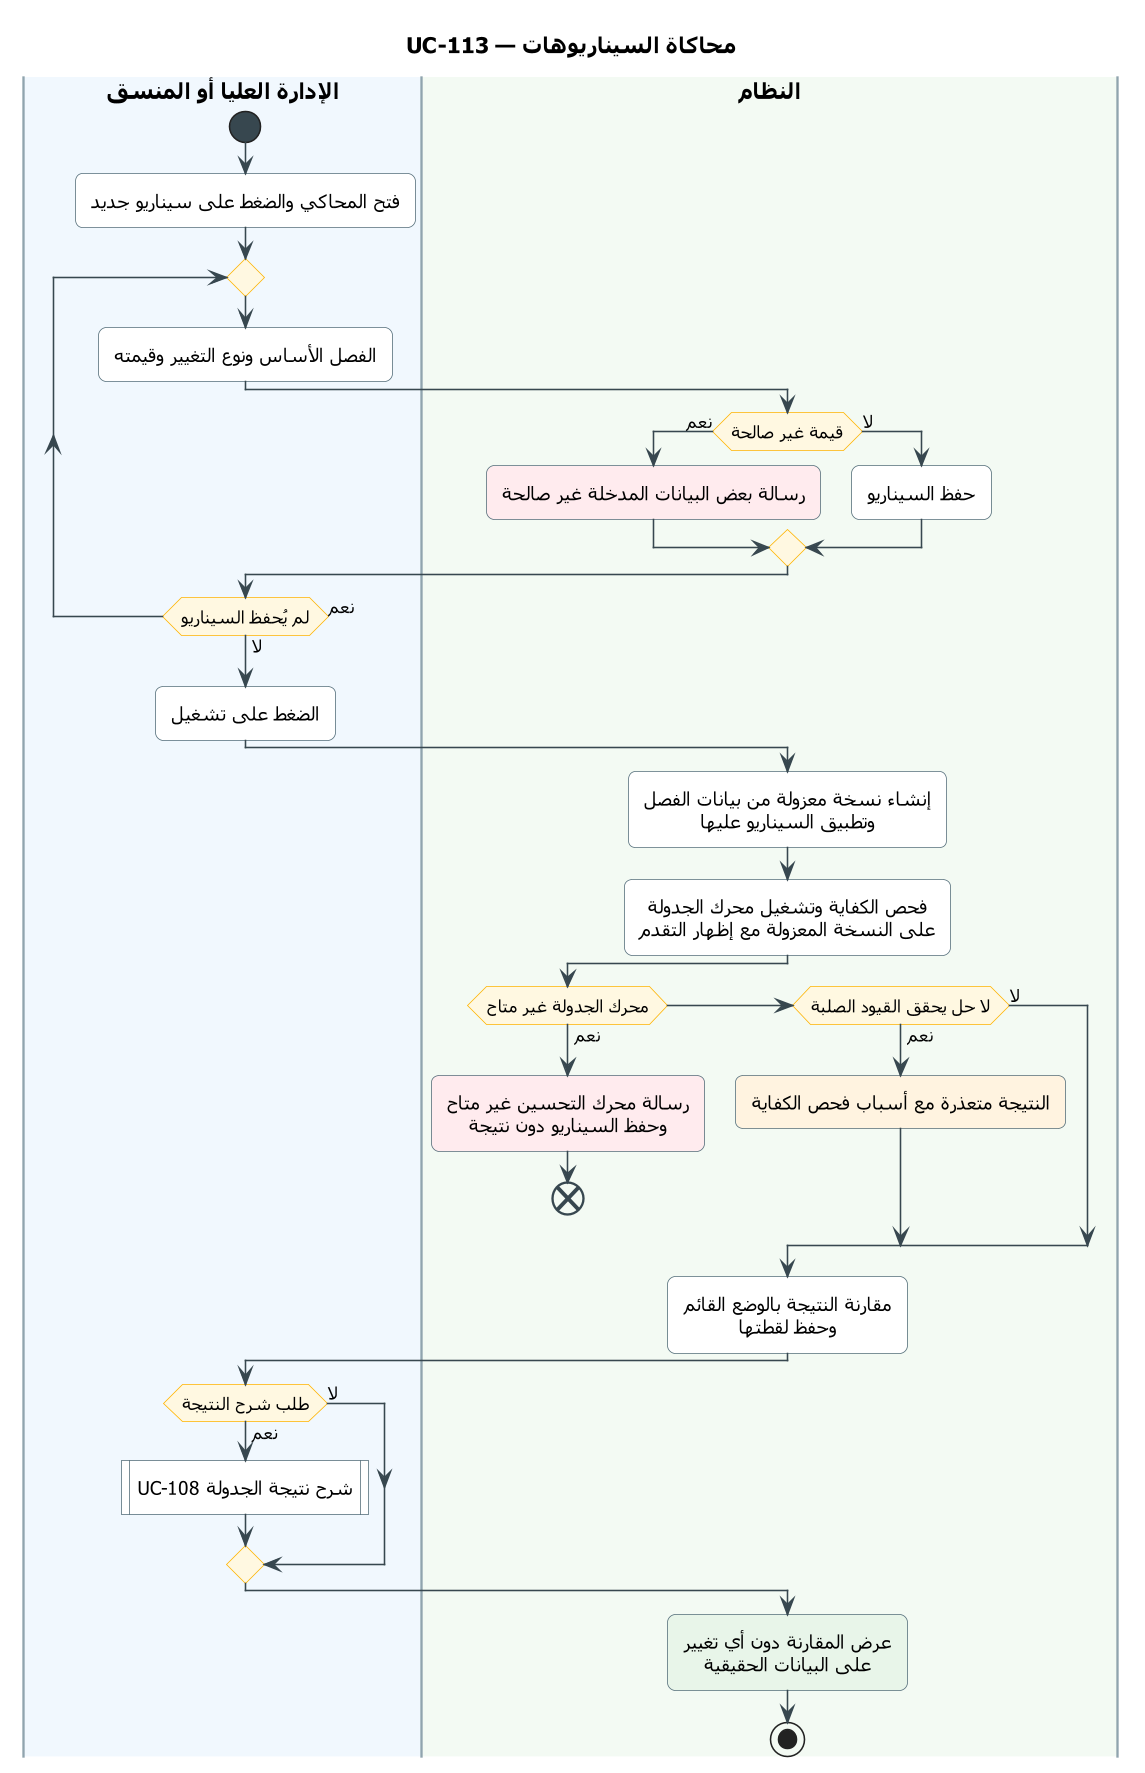 محاكاة السيناريوهات — UC-113
الإدارة العليا أو المنسق
النظام
فتح المحاكي والضغط على سيناريو جديد
الفصل الأساس ونوع التغيير وقيمته
قيمة غير صالحة
نعم
لا
رسالة بعض البيانات المدخلة غير صالحة
حفظ السيناريو
لم يُحفظ السيناريو
نعم
لا
الضغط على تشغيل
إنشاء نسخة معزولة من بيانات الفصل
وتطبيق السيناريو عليها
فحص الكفاية وتشغيل محرك الجدولة
على النسخة المعزولة مع إظهار التقدم
محرك الجدولة غير متاح
نعم
لا حل يحقق القيود الصلبة
لا
نعم
رسالة محرك التحسين غير متاح
وحفظ السيناريو دون نتيجة
النتيجة متعذرة مع أسباب فحص الكفاية
مقارنة النتيجة بالوضع القائم
وحفظ لقطتها
طلب شرح النتيجة
لا
نعم
شرح نتيجة الجدولة UC-108
عرض المقارنة دون أي تغيير
على البيانات الحقيقية